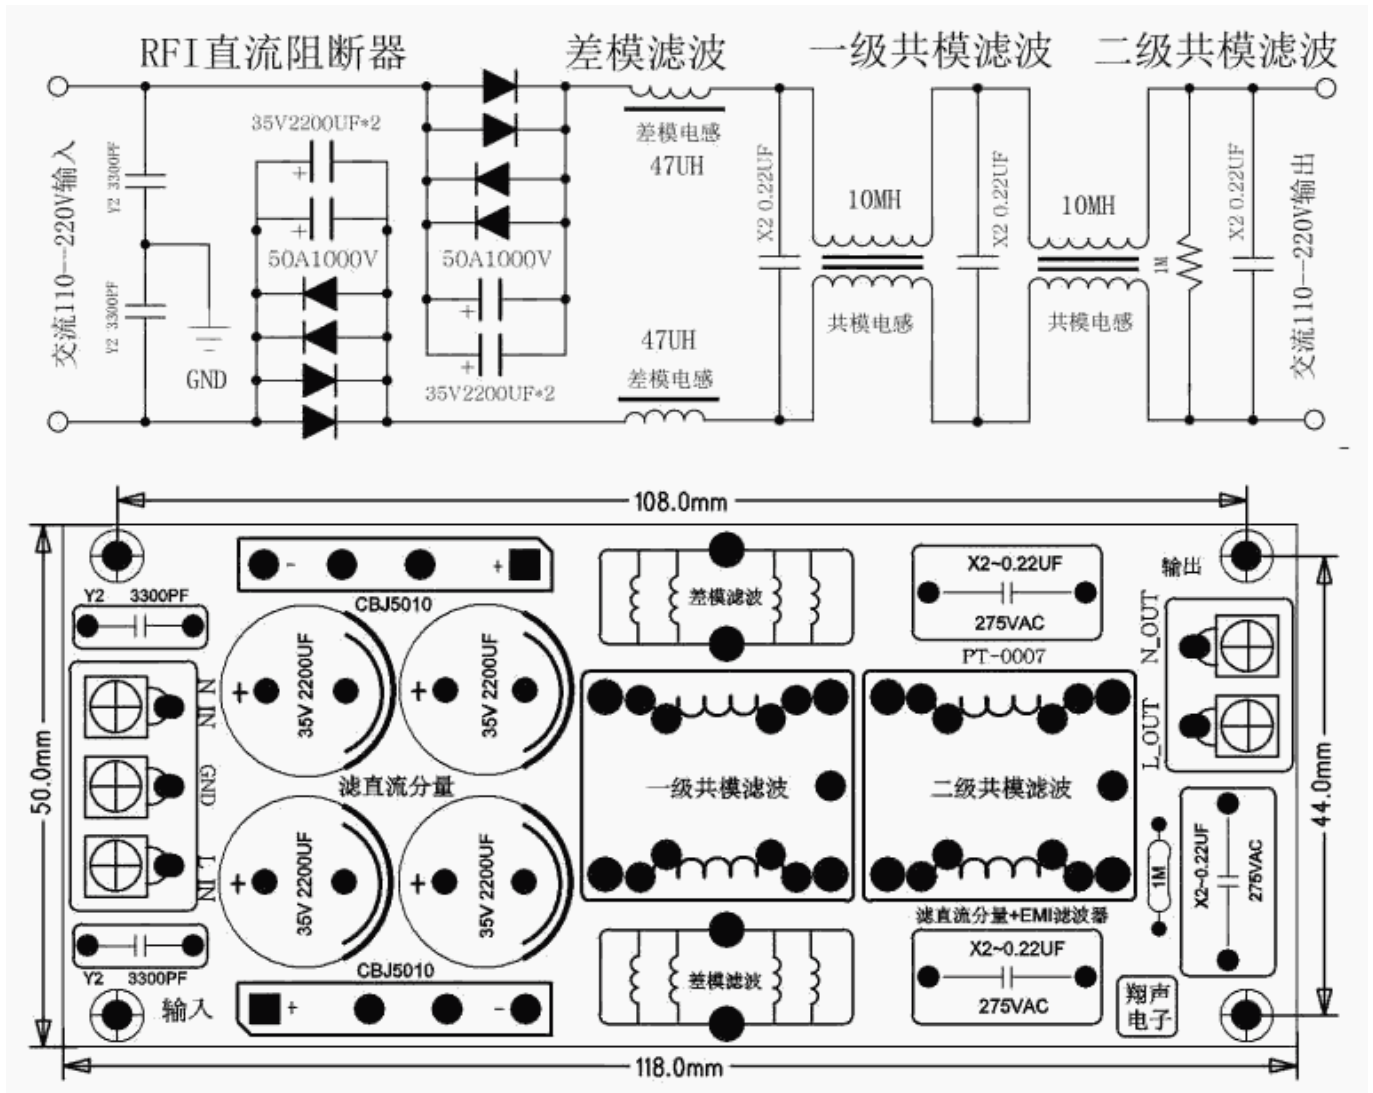 RFI直流阻断器
差模滤波
一级共模滤波
二级共模滤波
35V2200UF*2
差模电感
47UH
Y2 3300PF
X2 0.22UF
10MH
X2 0.22UF
10MH
X2 0.22UF
交流110--220V输入
50A1000V
50A1000V
1M
交流110--220V输出
Y2 3300PF
共模电感
共模电感
GND
47UH
差模电感
35V2200UF*2
108.0mm
Y2 3300PF
CBJ5010
- +
差模滤波
X2~0.22UF
275VAC
PT-0007
输出
N_OUT
L_OUT
N IN
GND
L IN
+ 35V 2200UF
+ 35V 2200UF
滤直流分量
+ 35V 2200UF
+ 35V 2200UF
一级共模滤波
二级共模滤波
50.0mm
44.0mm
1M
X2~0.22UF
275VAC
滤直流分量+EMI滤波器
Y2 3300PF
输入
CBJ5010
+ -
差模滤波
X2~0.22UF
275VAC
翔声
电子
118.0mm